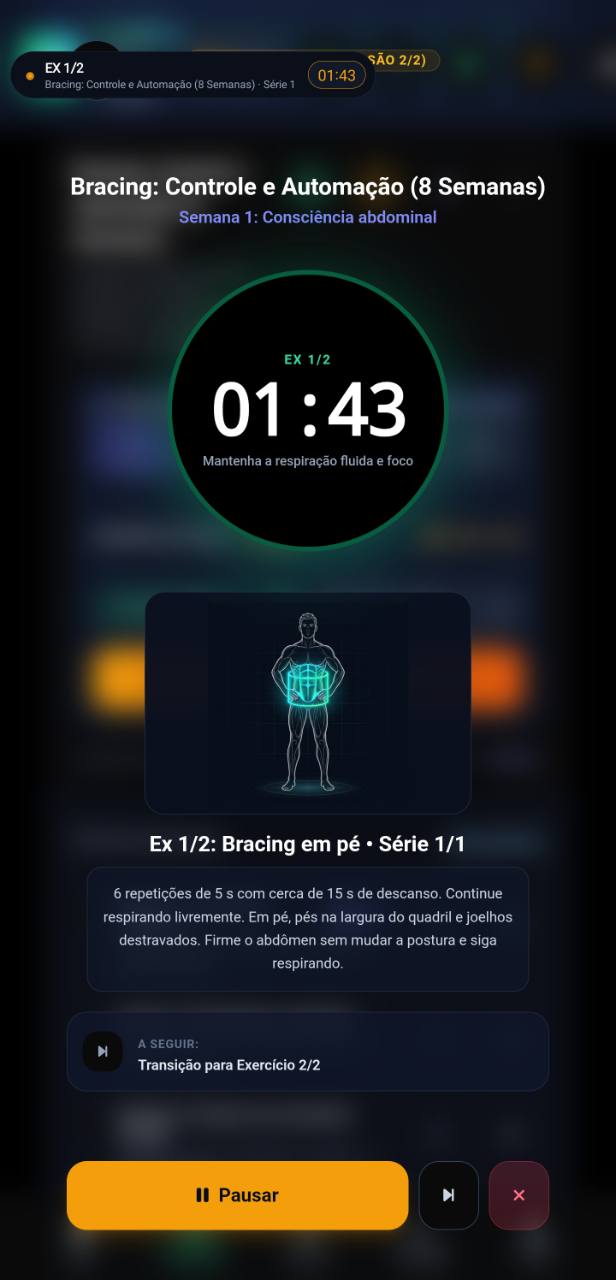 SÃO 2/2)
EX 1/2
Bracing: Controle e Automação (8 Semanas) · Série 1
01:43
Bracing: Controle e Automação (8 Semanas)
Semana 1: Consciência abdominal
EX 1/2
01:43
Mantenha a respiração fluida e foco
Ex 1/2: Bracing em pé • Série 1/1
6 repetições de 5 s com cerca de 15 s de descanso. Continue
respirando livremente. Em pé, pés na largura do quadril e joelhos
destravados. Firme o abdômen sem mudar a postura e siga
respirando.
A SEGUIR:
Transição para Exercício 2/2
Pausar